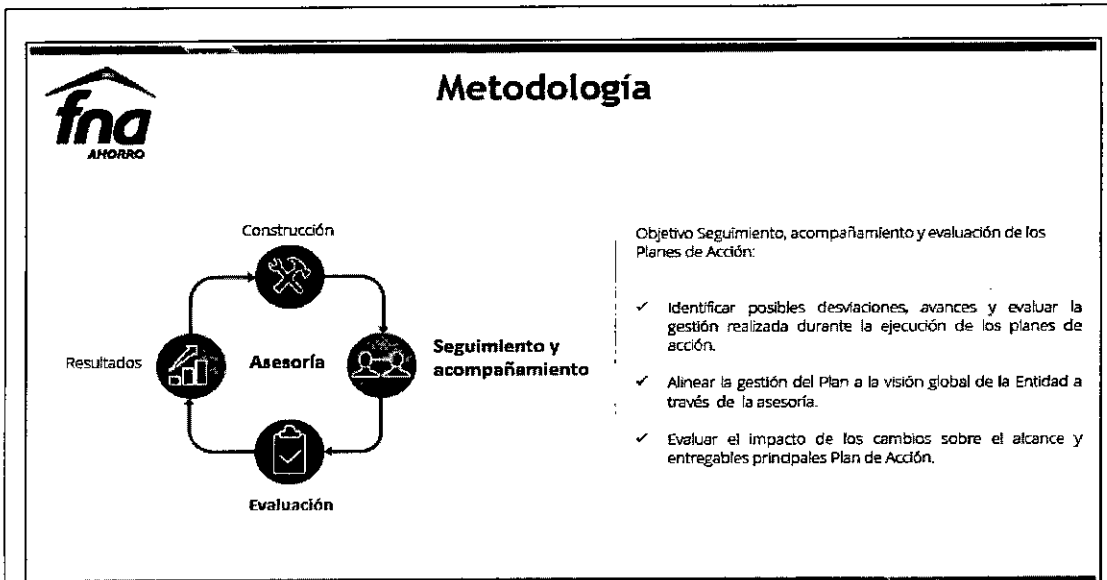 fna
AHORRO
Metodología
Construcción
Resultados
Asesoría
Seguimiento y
acompañamiento
Evaluación
Objetivo Seguimiento, acompañamiento y evaluación de los
Planes de Acción:
✓ Identificar posibles desviaciones, avances y evaluar la
gestión realizada durante la ejecución de los planes de
acción.
✓ Alinear la gestión del Plan a la visión global de la Entidad a
través de la asesoría.
✓ Evaluar el impacto de los cambios sobre el alcance y
entregables principales Plan de Acción.